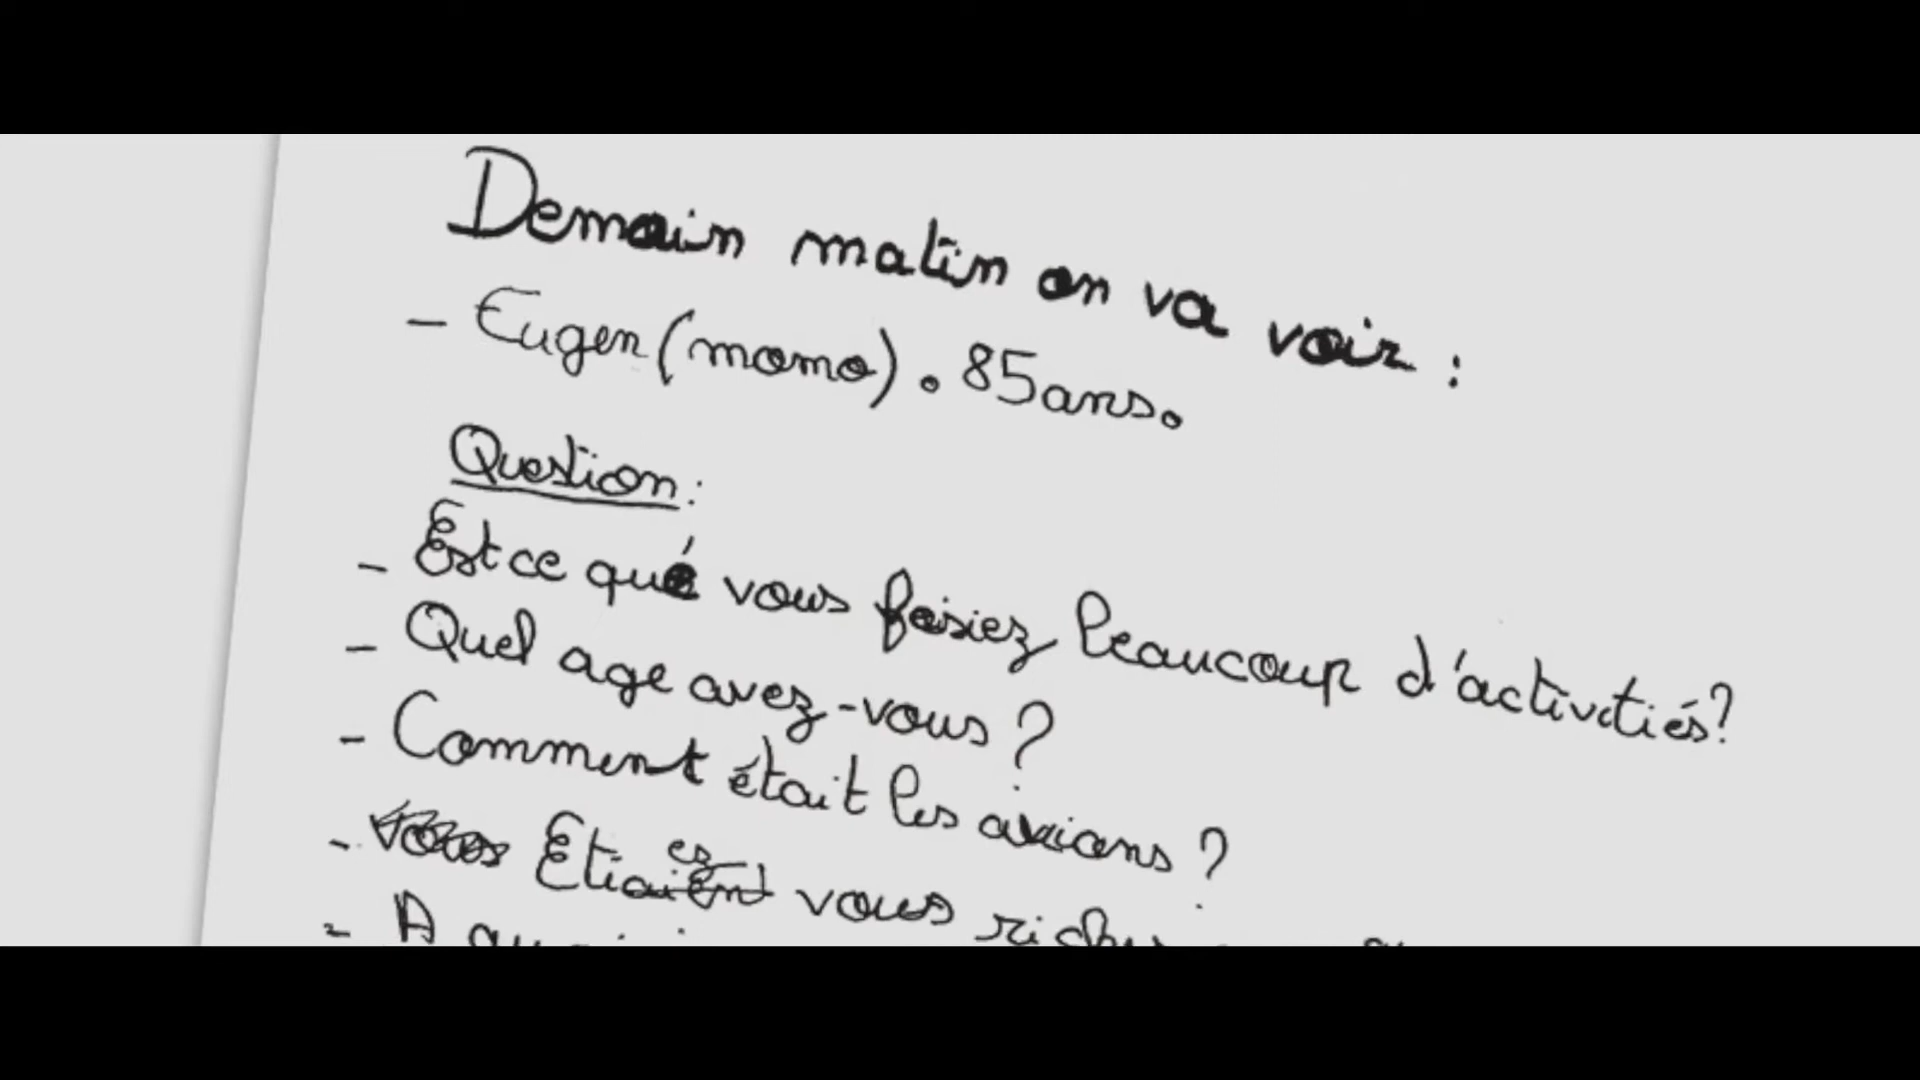 Demain matin on va voir :
- Eugen (momo). 85ans.
Question :
- Est ce qué vous faisiez beaucoup d'activitiés ?
- Quel age avez-vous ?
- Comment était les avions ?
- Etiez vous
- A